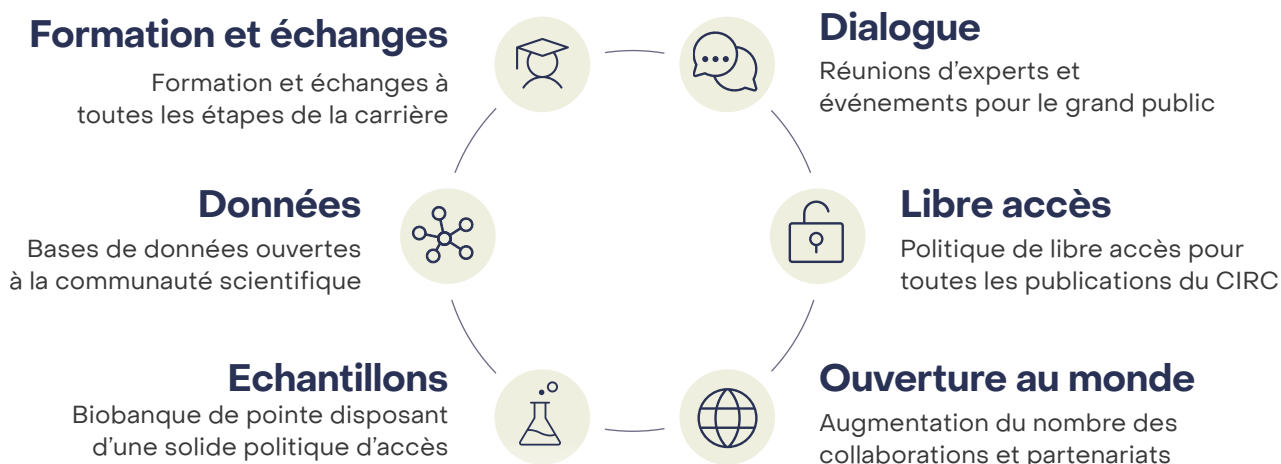 Formation et échanges
Formation et échanges à
toutes les étapes de la carrière
Dialogue
Réunions d'experts et
événements pour le grand public
Données
Bases de données ouvertes
à la communauté scientifique
Libre accès
Politique de libre accès pour
toutes les publications du CIRC
Echantillons
Biobanque de pointe disposant
d'une solide politique d'accès
Ouverture au monde
Augmentation du nombre des
collaborations et partenariats